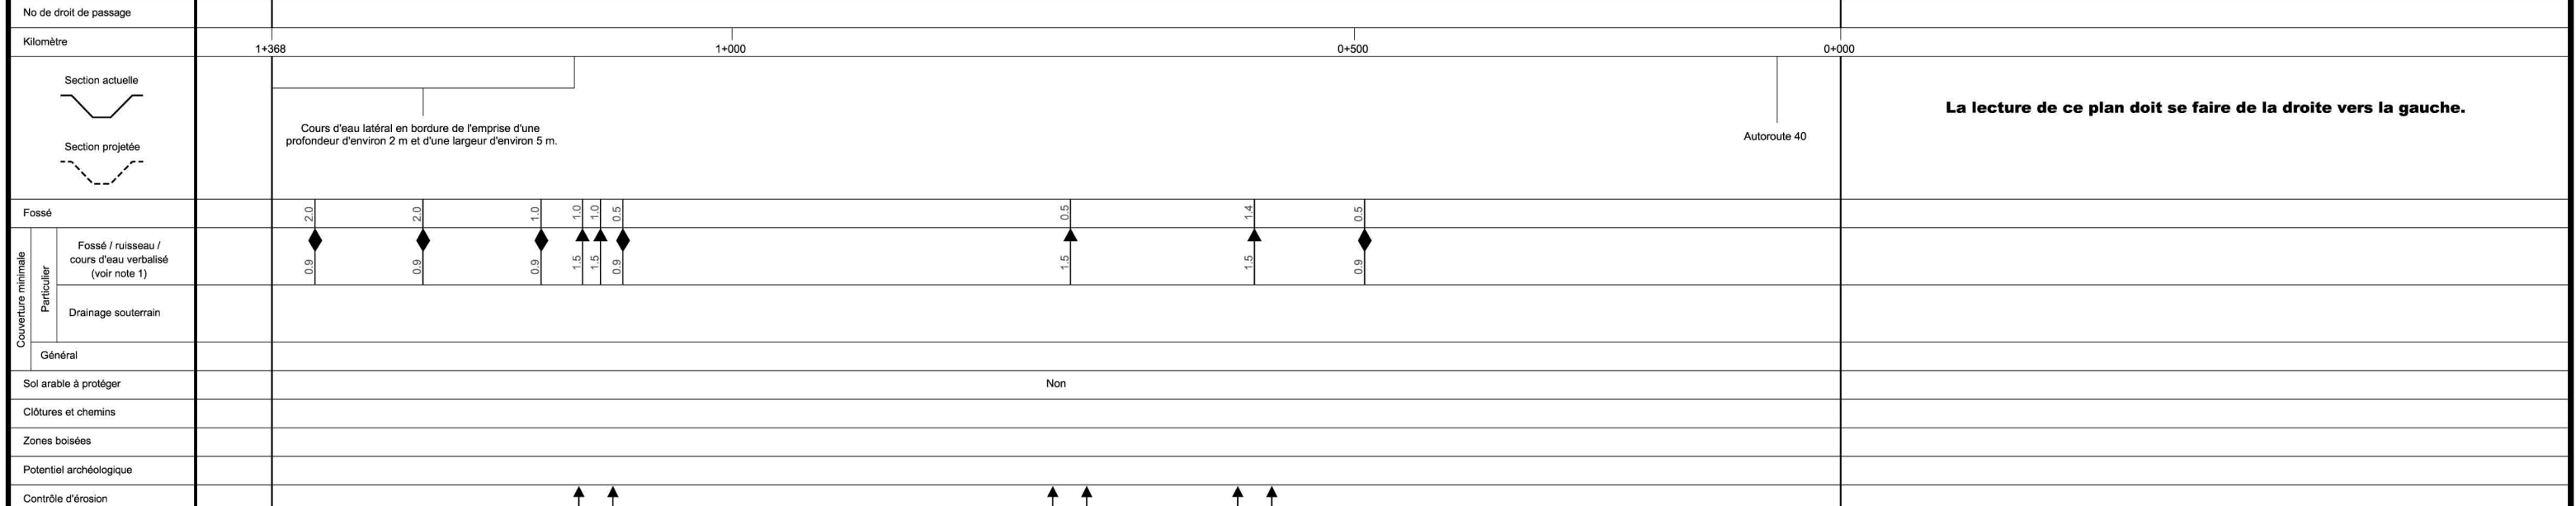 No de droit de passage
Kilomètre
1+368 1+000 0+500 0+000
Section actuelle
Section projetée
Cours d'eau latéral en bordure de l'emprise d'une
profondeur d'environ 2 m et d'une largeur d'environ 5 m.
Autoroute 40
La lecture de ce plan doit se faire de la droite vers la gauche.
Fossé
2.0 2.0 1.0 1.0 1.0 0.5 0.5 1.4 0.5
Couverture minimale
Particulier
Fossé / ruisseau /
cours d'eau verbalisé
(voir note 1)
0.9 0.9 0.9 1.5 1.5 0.9 1.5 1.5 0.9
Drainage souterrain
Général
Sol arable à protéger
Non
Clôtures et chemins
Zones boisées
Potentiel archéologique
Contrôle d'érosion